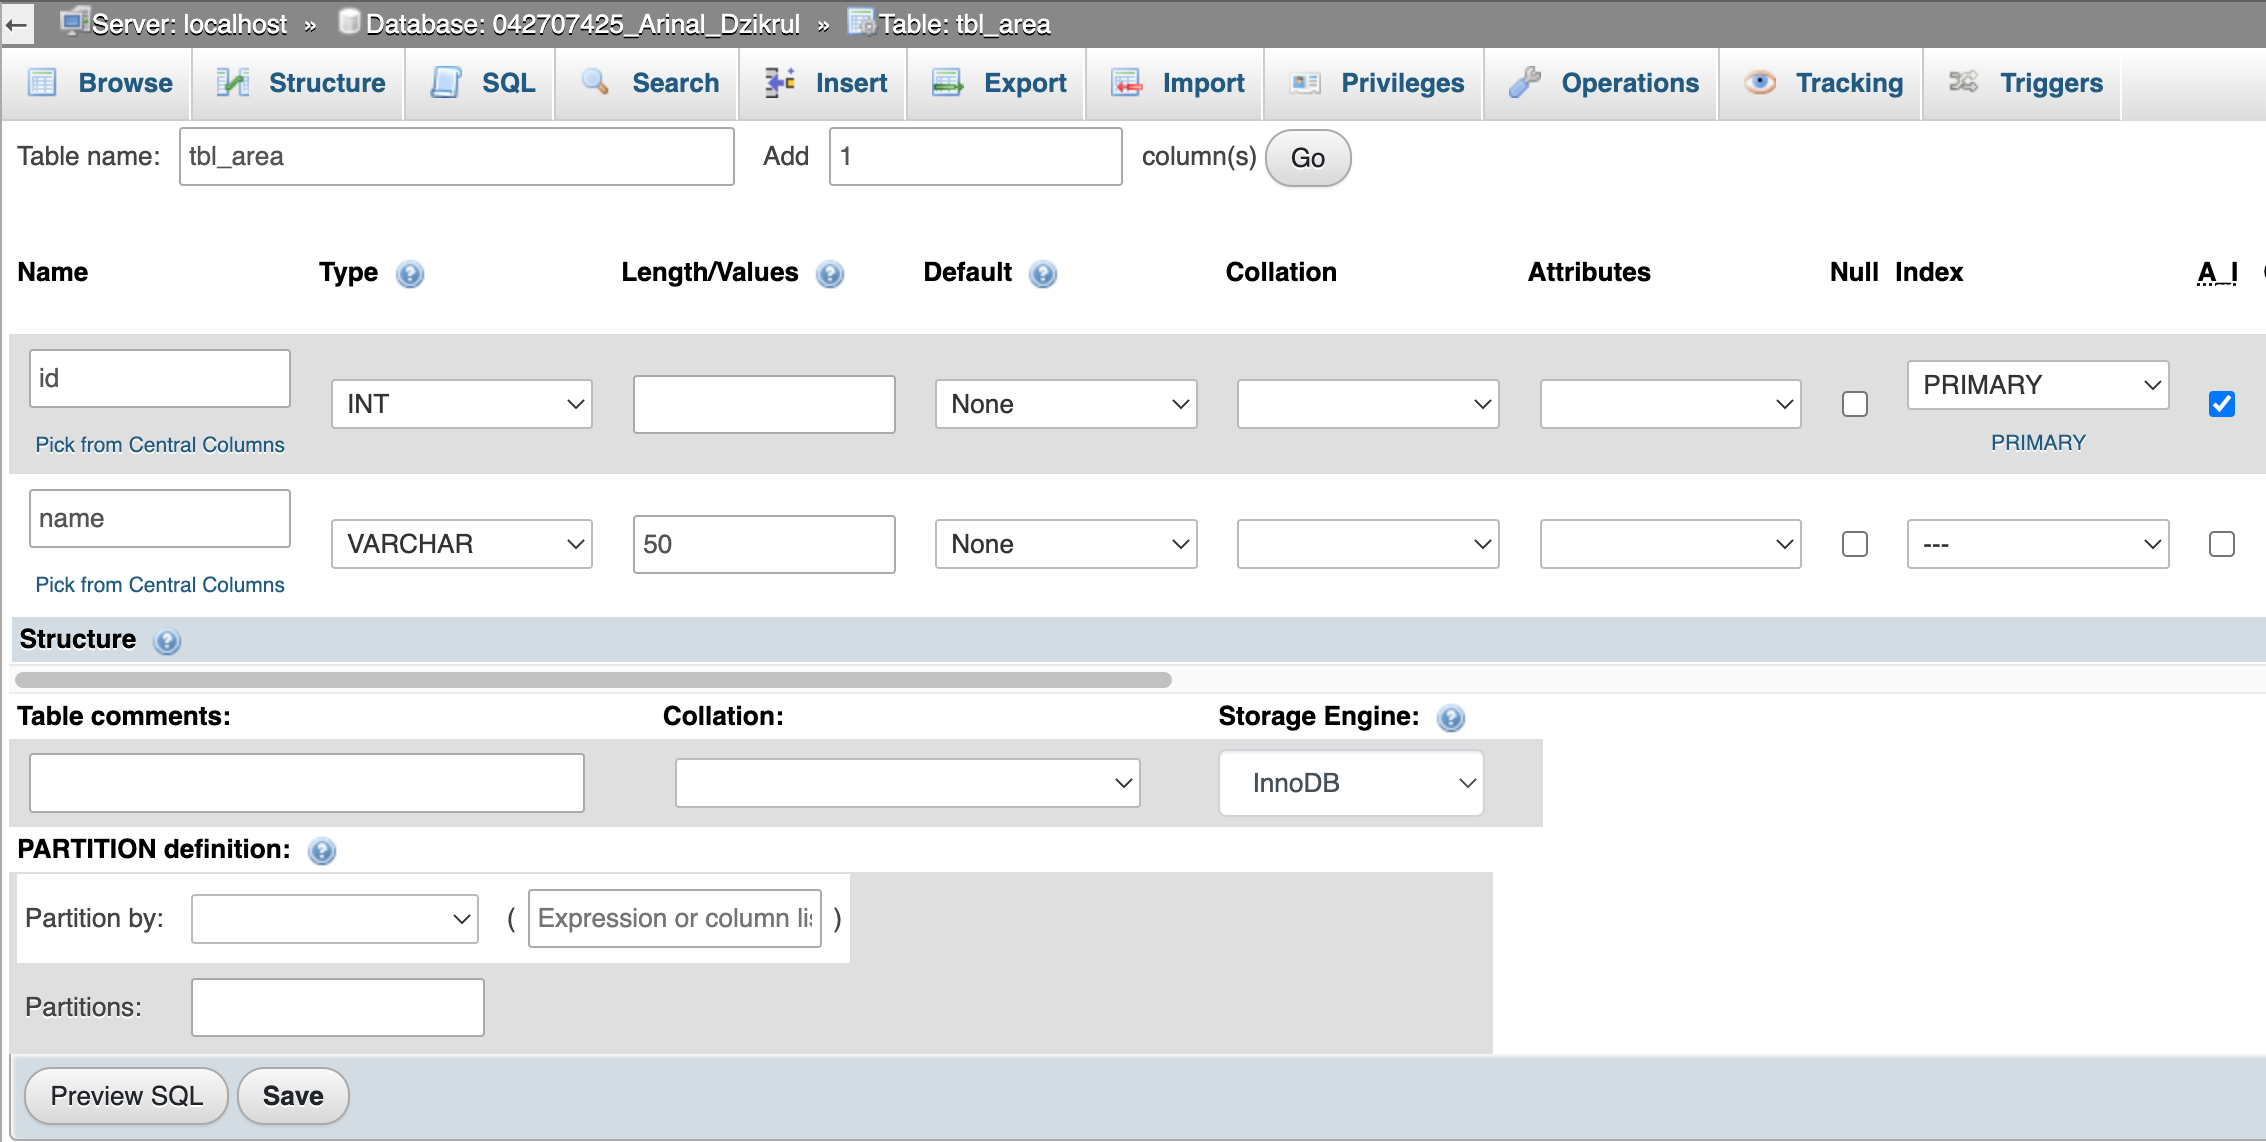 Server: localhost » Database: 042707425_Arinal_Dzikrul » Table: tbl_area
Browse Structure SQL Search Insert Export Import Privileges Operations Tracking Triggers
Table name: tbl_area Add 1 column(s) Go
Name Type Length/Values Default Collation Attributes Null Index A_I
id INT None PRIMARY
Pick from Central Columns PRIMARY
name VARCHAR 50 None ---
Pick from Central Columns
Structure
Table comments: Collation: Storage Engine:
InnoDB
PARTITION definition:
Partition by: ( Expression or column )
Partitions:
Preview SQL Save